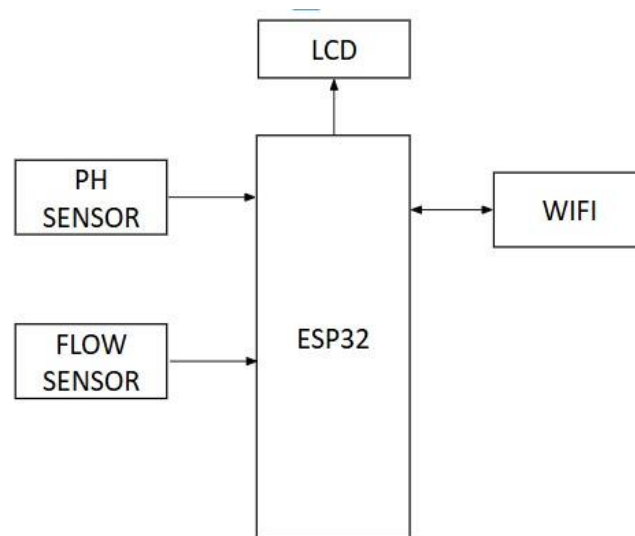 LCD
PH
SENSOR
WIFI
FLOW
SENSOR
ESP32